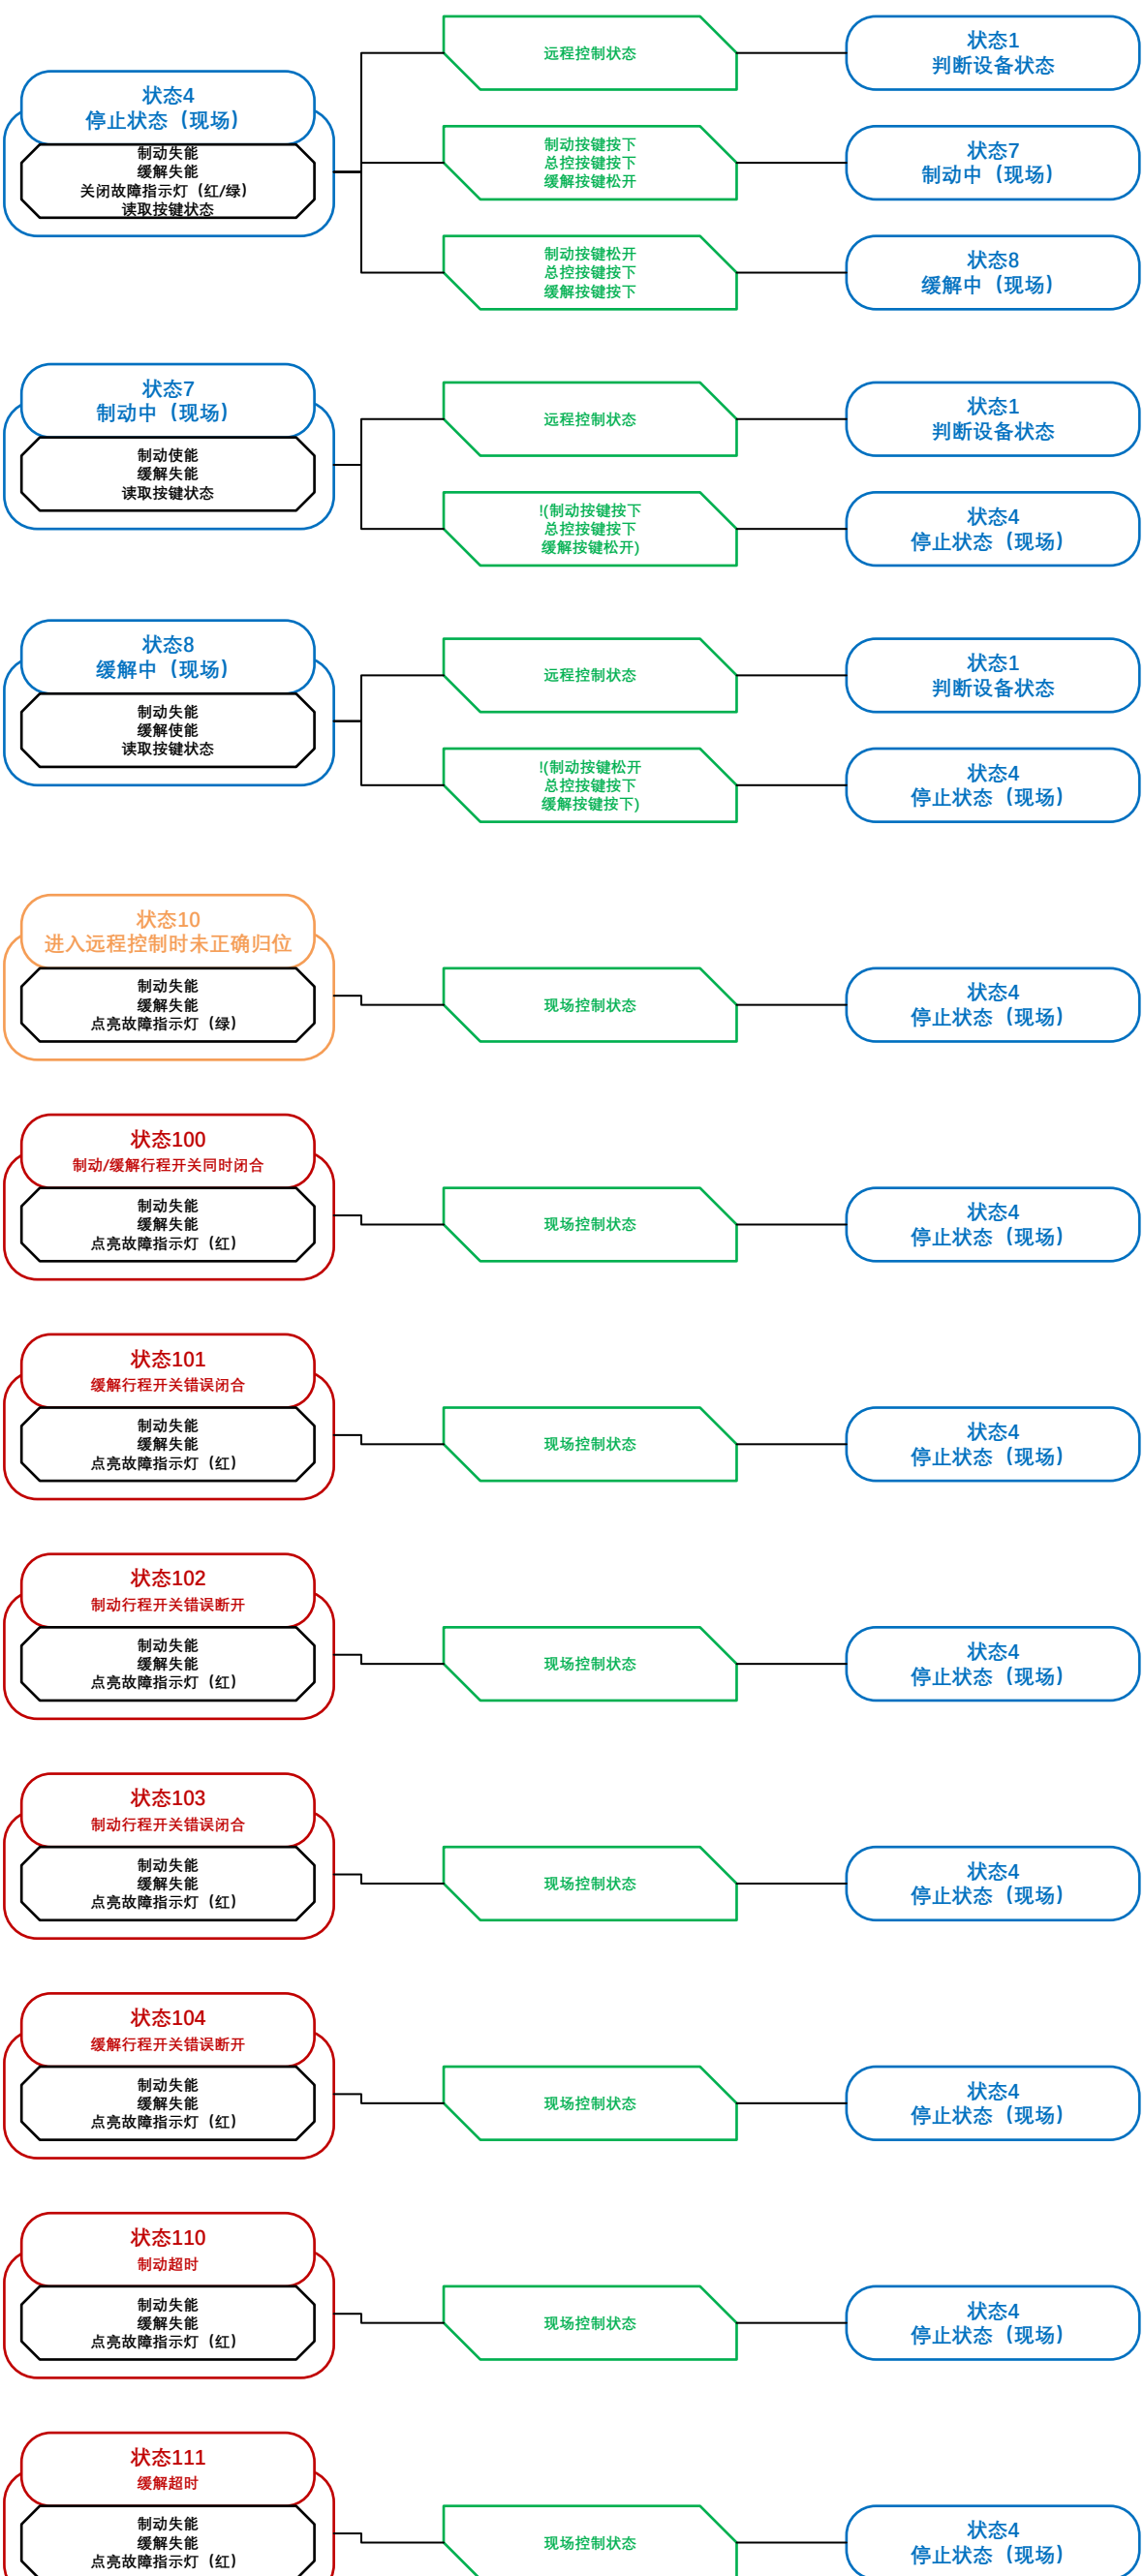 状态4
停止状态（现场）
制动失能
缓解失能
关闭故障指示灯（红/绿）
读取按键状态
远程控制状态
状态1
判断设备状态
制动按键按下
总控按键按下
缓解按键松开
状态7
制动中（现场）
制动按键松开
总控按键按下
缓解按键按下
状态8
缓解中（现场）
状态7
制动中（现场）
制动使能
缓解失能
读取按键状态
远程控制状态
状态1
判断设备状态
!(制动按键按下
总控按键按下
缓解按键松开)
状态4
停止状态（现场）
状态8
缓解中（现场）
制动失能
缓解使能
读取按键状态
远程控制状态
状态1
判断设备状态
!(制动按键松开
总控按键按下
缓解按键按下)
状态4
停止状态（现场）
状态10
进入远程控制时未正确归位
制动失能
缓解失能
点亮故障指示灯（绿）
现场控制状态
状态4
停止状态（现场）
状态100
制动/缓解行程开关同时闭合
制动失能
缓解失能
点亮故障指示灯（红）
现场控制状态
状态4
停止状态（现场）
状态101
缓解行程开关错误闭合
制动失能
缓解失能
点亮故障指示灯（红）
现场控制状态
状态4
停止状态（现场）
状态102
制动行程开关错误断开
制动失能
缓解失能
点亮故障指示灯（红）
现场控制状态
状态4
停止状态（现场）
状态103
制动行程开关错误闭合
制动失能
缓解失能
点亮故障指示灯（红）
现场控制状态
状态4
停止状态（现场）
状态104
缓解行程开关错误断开
制动失能
缓解失能
点亮故障指示灯（红）
现场控制状态
状态4
停止状态（现场）
状态110
制动超时
制动失能
缓解失能
点亮故障指示灯（红）
现场控制状态
状态4
停止状态（现场）
状态111
缓解超时
制动失能
缓解失能
点亮故障指示灯（红）
现场控制状态
状态4
停止状态（现场）